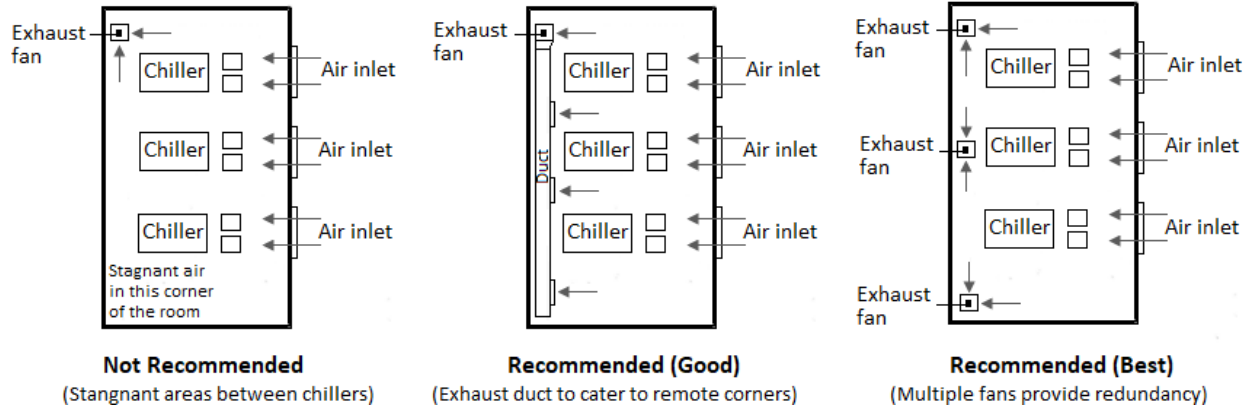 Exhaust
fan
Chiller
Air inlet
Chiller
Air inlet
Chiller
Air inlet
Stagnant air
in this corner
of the room
Not Recommended
(Stangnant areas between chillers)
Exhaust
fan
Chiller
Air inlet
Duct
Chiller
Air inlet
Chiller
Air inlet
Recommended (Good)
(Exhaust duct to cater to remote corners)
Exhaust
fan
Chiller
Air inlet
Exhaust
fan
Chiller
Air inlet
Chiller
Air inlet
Exhaust
fan
Recommended (Best)
(Multiple fans provide redundancy)